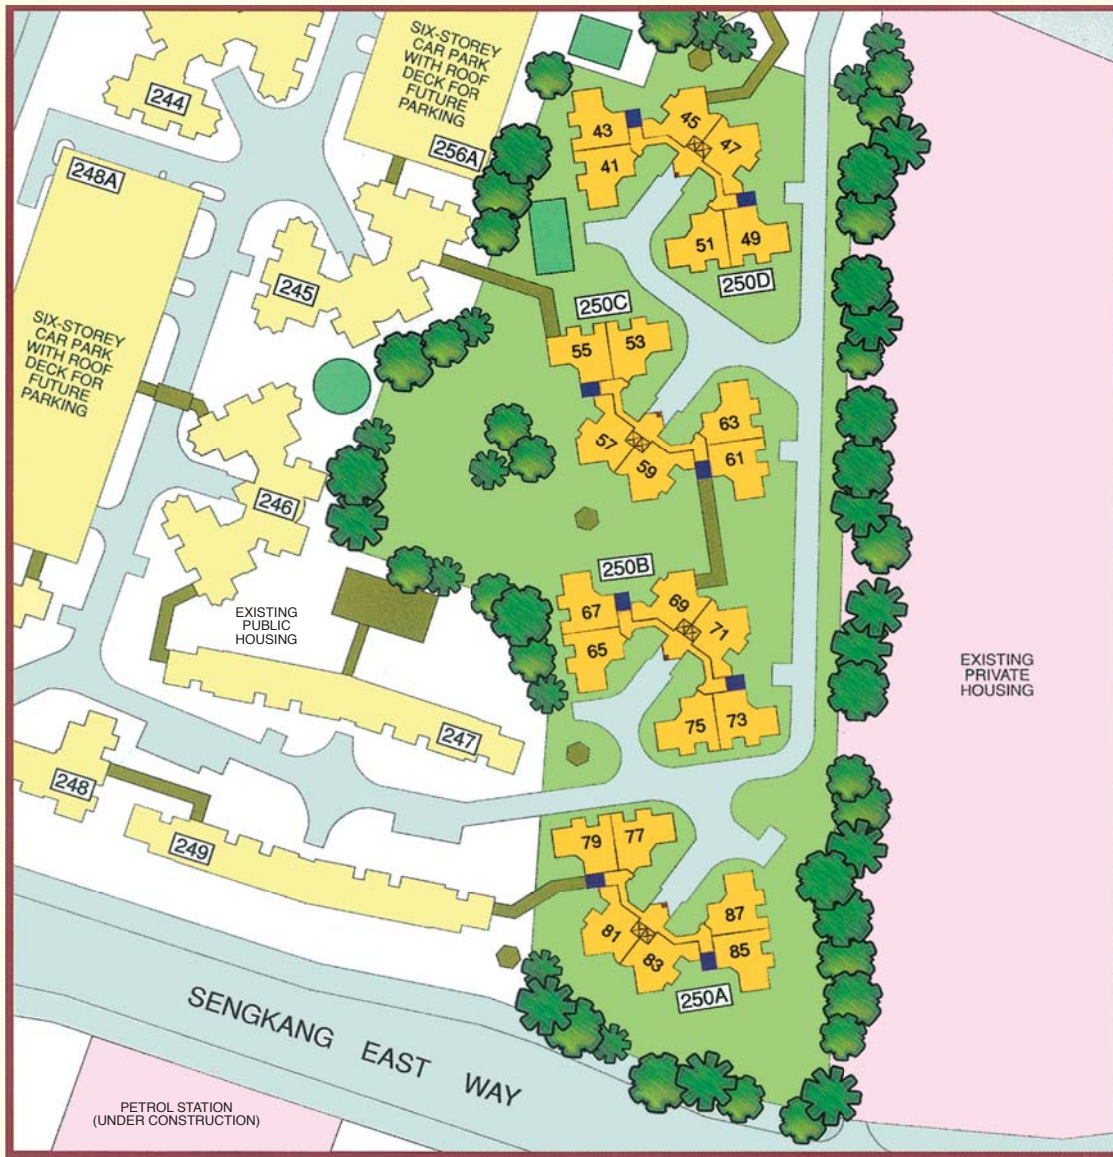 SIX-STOREY
CAR PARK
WITH ROOF
DECK FOR
FUTURE
PARKING
256A
244
248A
43
41
45
47
51
49
250D
245
250C
55
53
SIX-STOREY
CAR PARK
WITH ROOF
DECK FOR
FUTURE
PARKING
57
59
63
61
246
250B
67
65
69
71
75
73
EXISTING
PUBLIC
HOUSING
EXISTING
PRIVATE
HOUSING
247
248
249
79
77
81
83
87
85
250A
SENGKANG EAST WAY
PETROL STATION
(UNDER CONSTRUCTION)